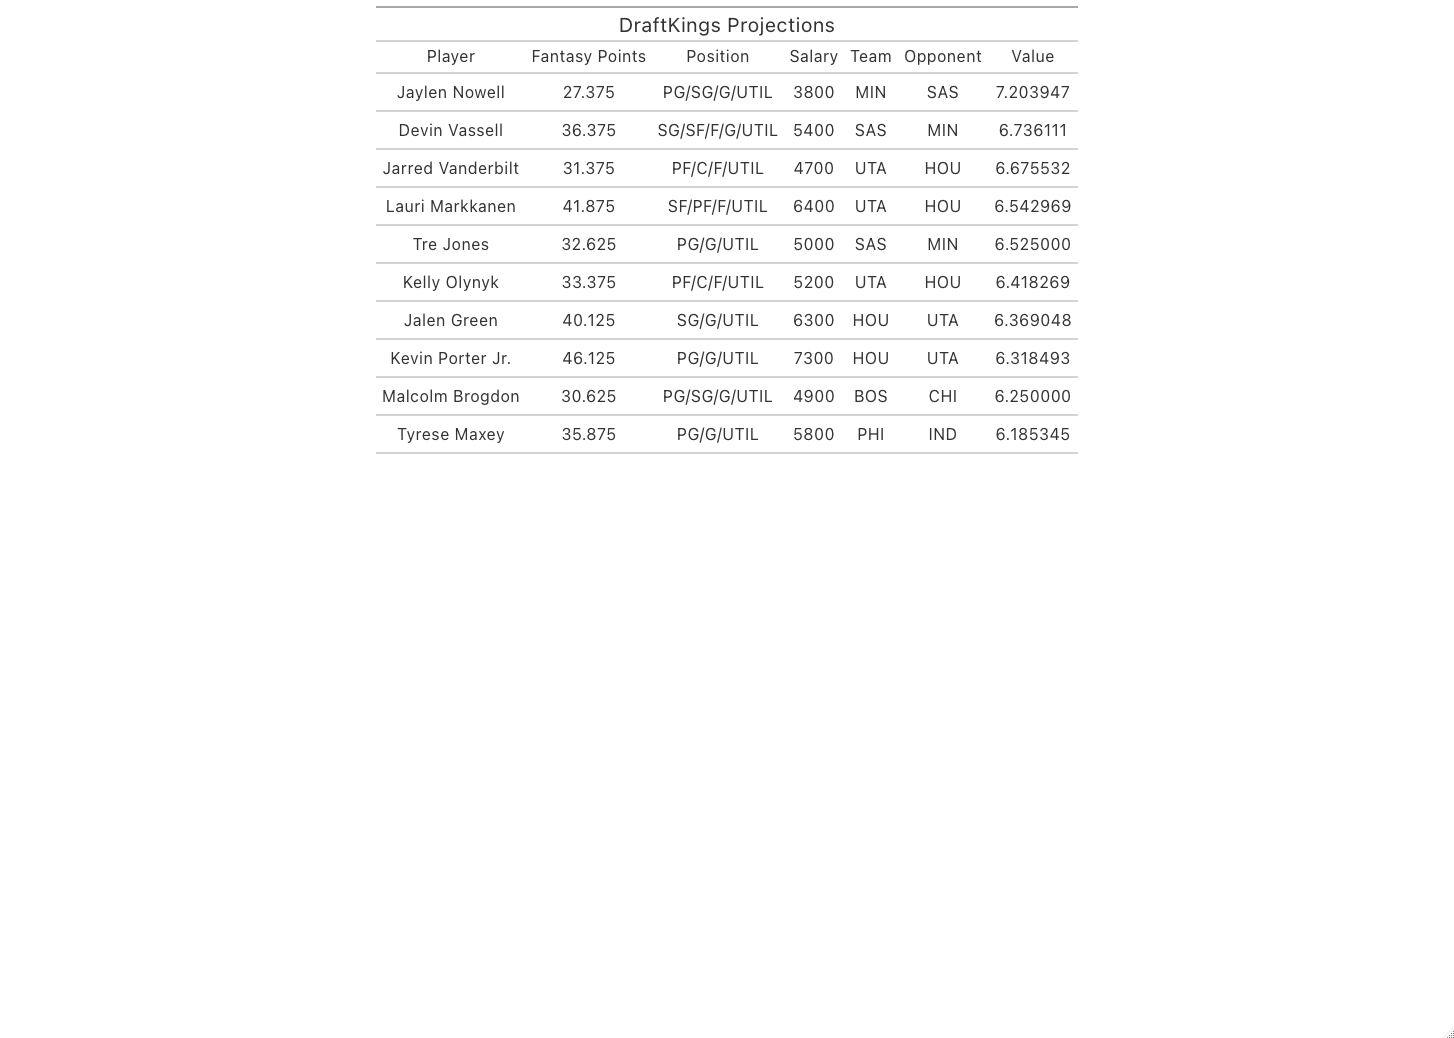 DraftKings Projections
Player Fantasy Points Position Salary Team Opponent Value
Jaylen Nowell 27.375 PG/SG/G/UTIL 3800 MIN SAS 7.203947
Devin Vassell 36.375 SG/SF/F/G/UTIL 5400 SAS MIN 6.736111
Jarred Vanderbilt 31.375 PF/C/F/UTIL 4700 UTA HOU 6.675532
Lauri Markkanen 41.875 SF/PF/F/UTIL 6400 UTA HOU 6.542969
Tre Jones 32.625 PG/G/UTIL 5000 SAS MIN 6.525000
Kelly Olynyk 33.375 PF/C/F/UTIL 5200 UTA HOU 6.418269
Jalen Green 40.125 SG/G/UTIL 6300 HOU UTA 6.369048
Kevin Porter Jr. 46.125 PG/G/UTIL 7300 HOU UTA 6.318493
Malcolm Brogdon 30.625 PG/SG/G/UTIL 4900 BOS CHI 6.250000
Tyrese Maxey 35.875 PG/G/UTIL 5800 PHI IND 6.185345